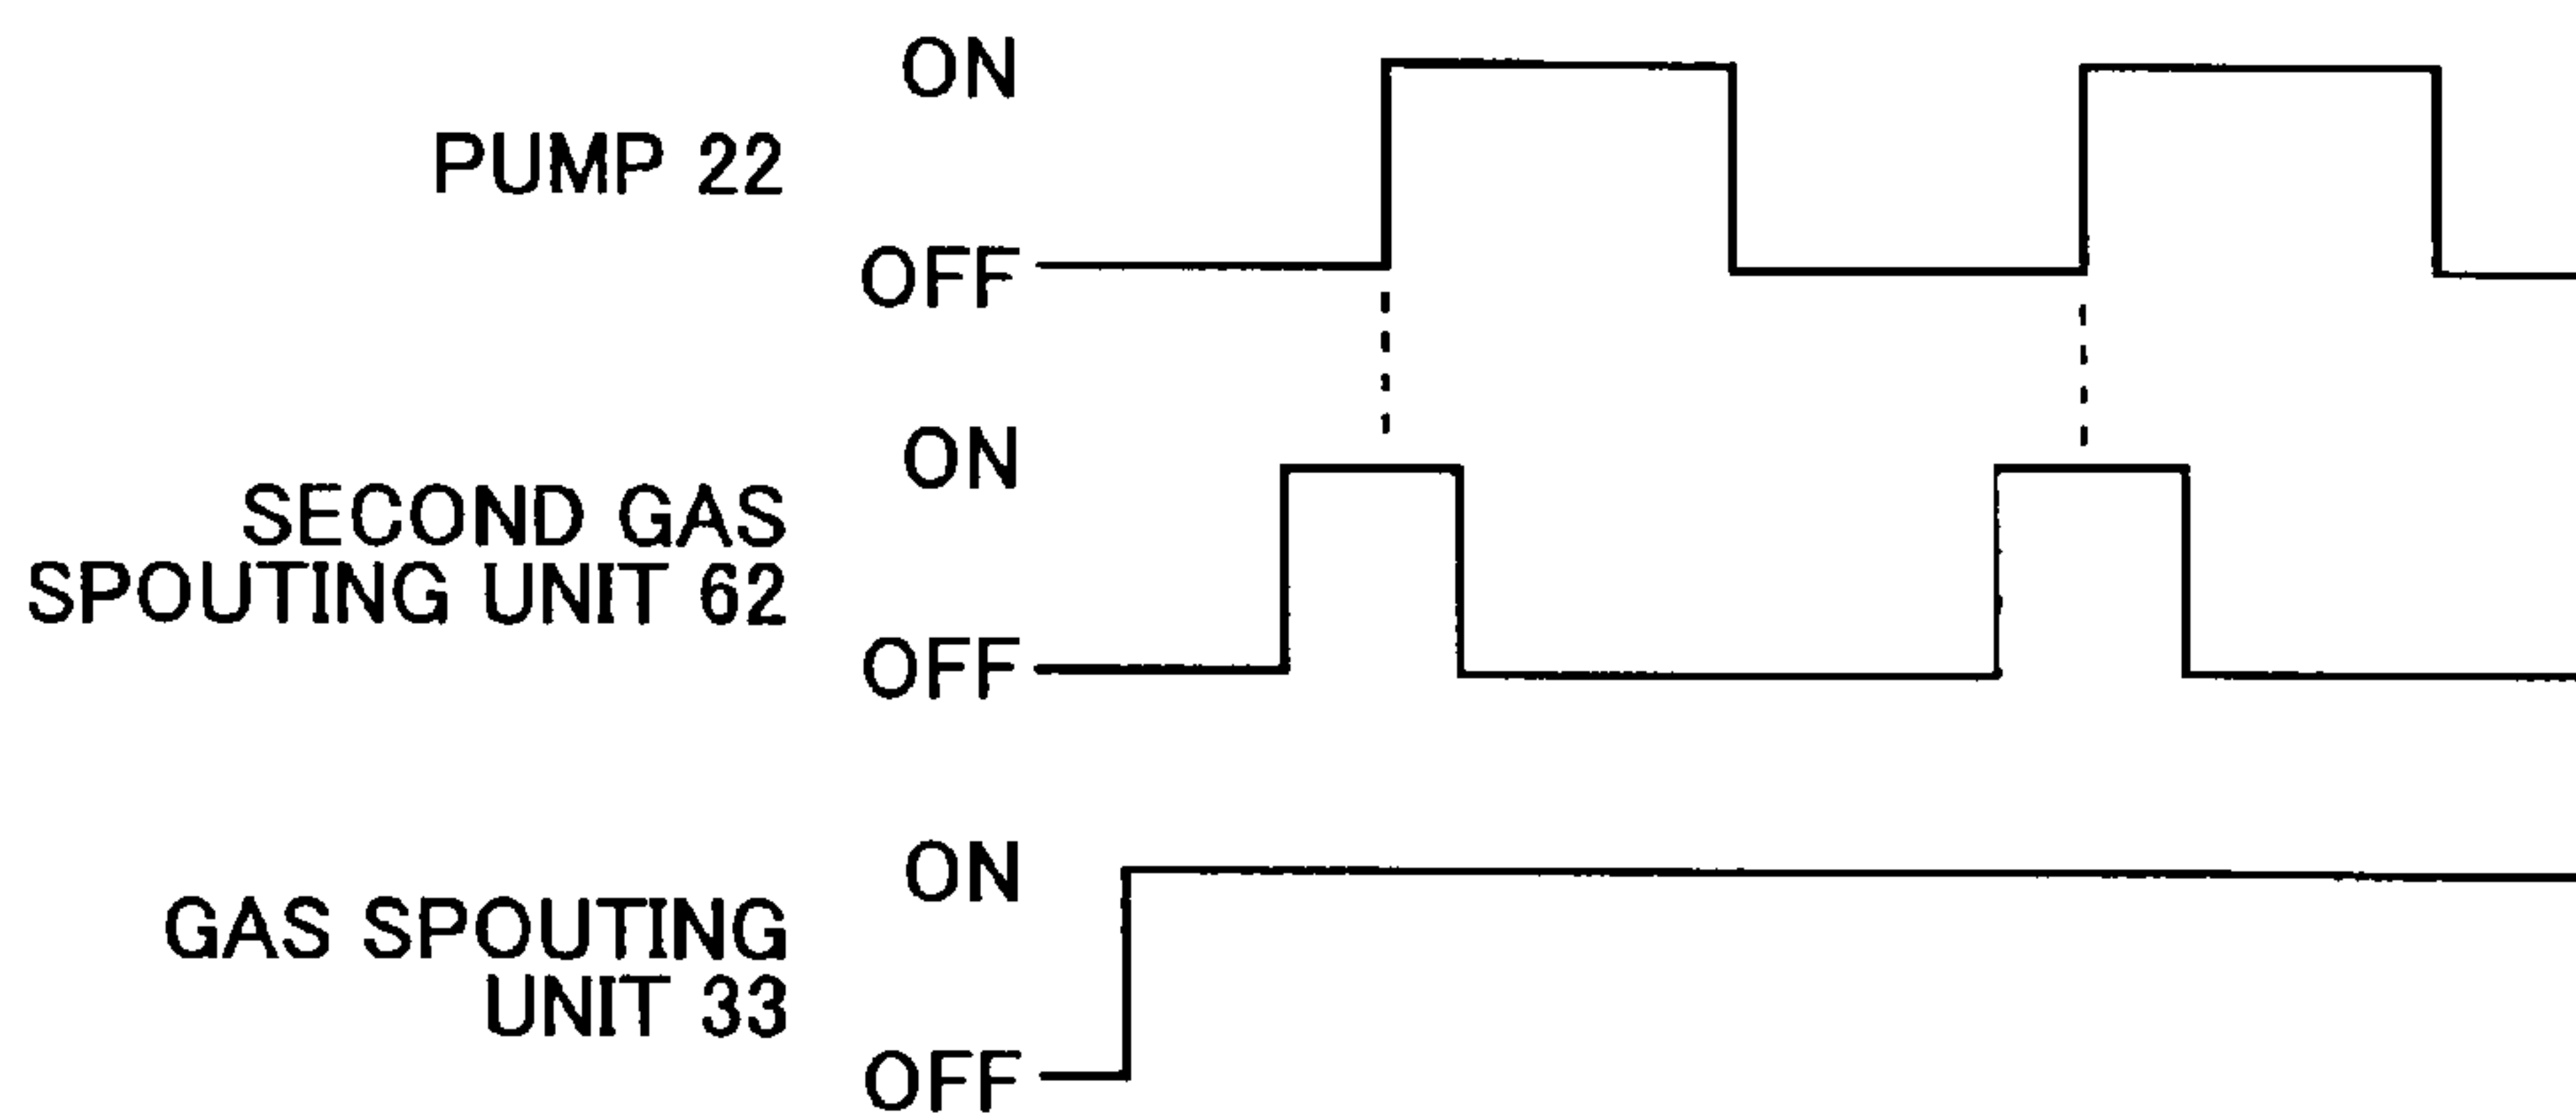 ON
PUMP 22
OFF
ON
SECOND GAS
SPOUTING UNIT 62
OFF
ON
GAS SPOUTING
UNIT 33
OFF